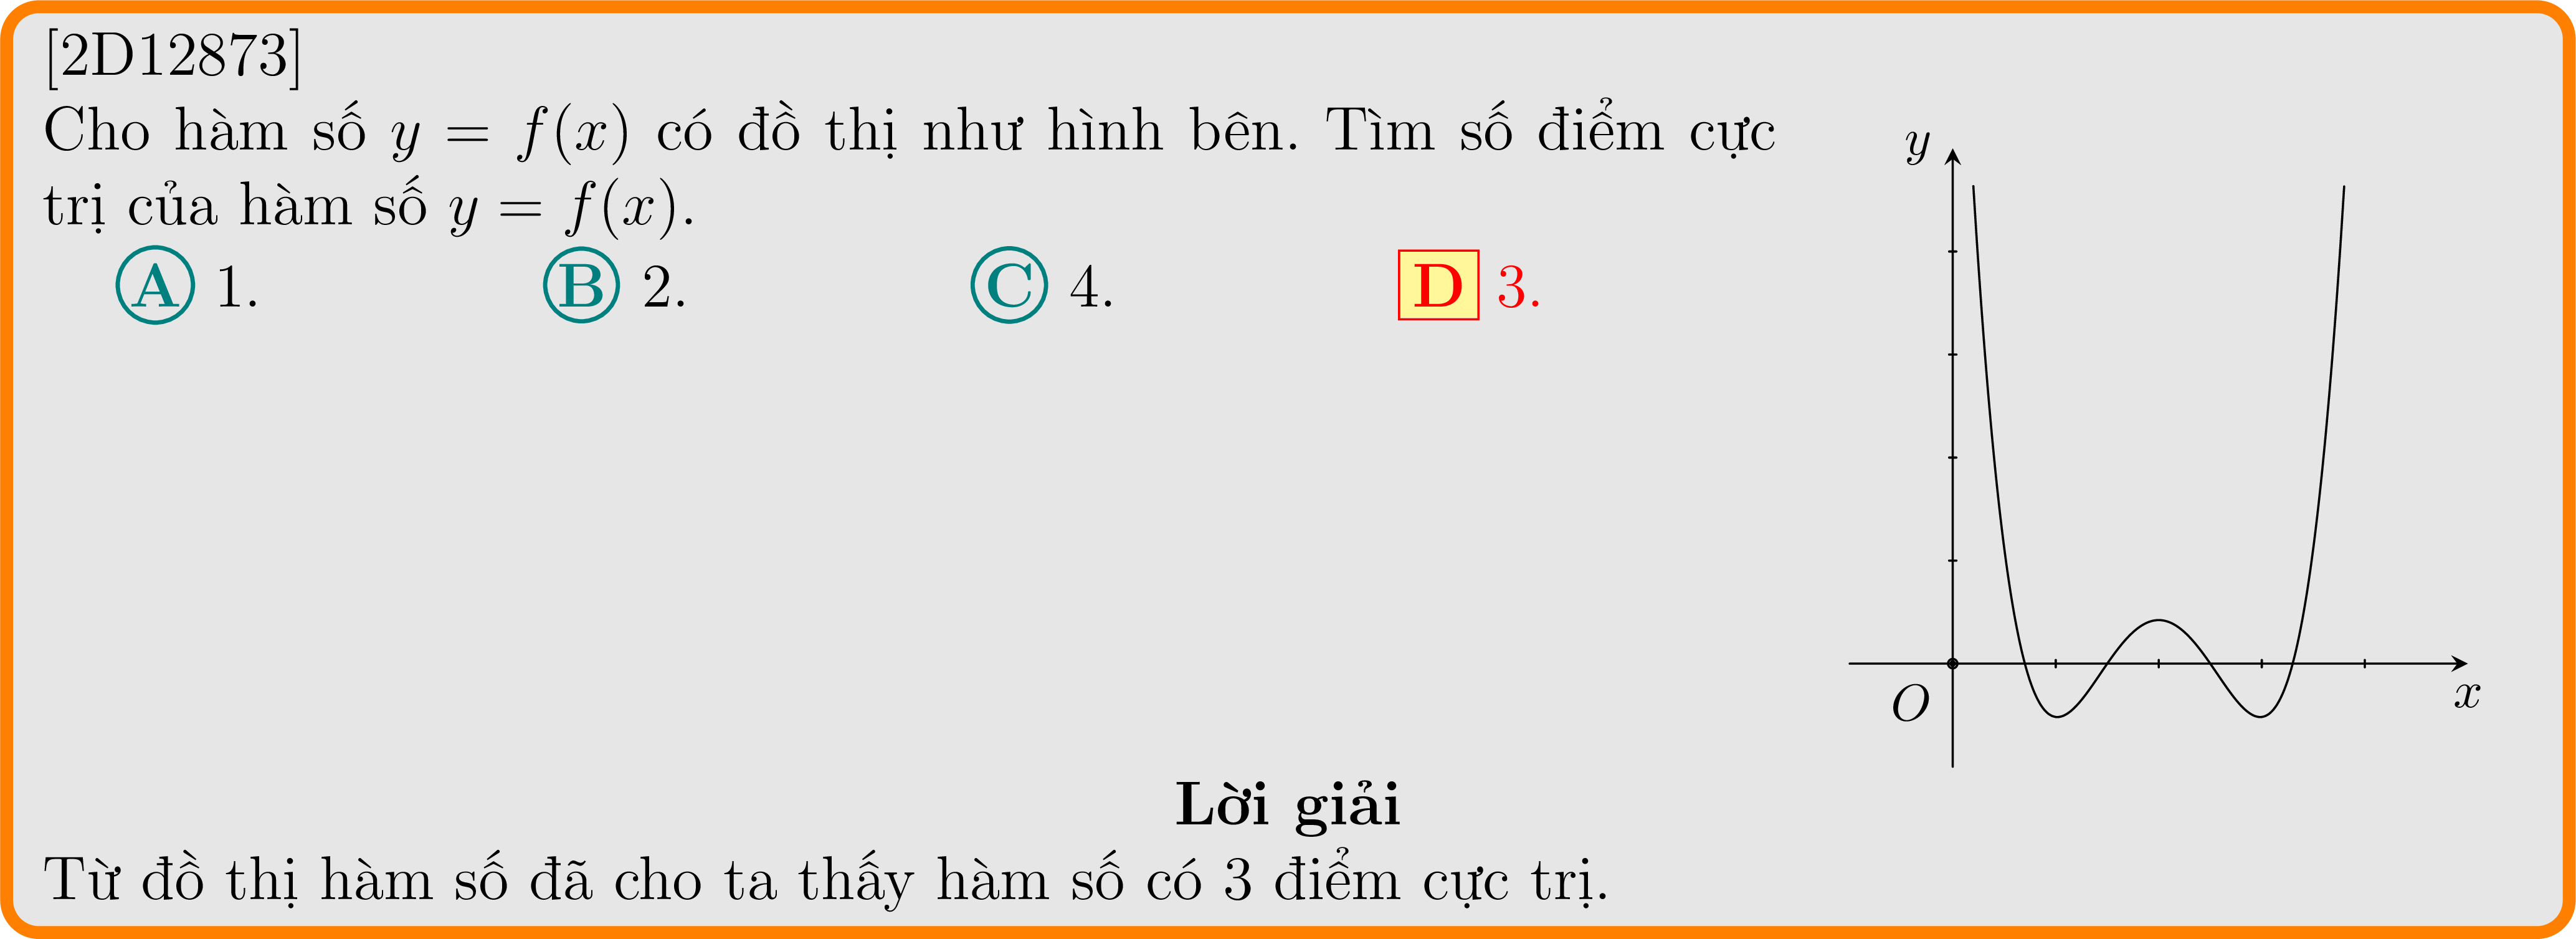 [2D12873]
Cho hàm số y = f(x) có đồ thị như hình bên. Tìm số điểm cực
trị của hàm số y = f(x).
A 1. B 2. C 4. D 3.
y
O
x
Lời giải
Từ đồ thị hàm số đã cho ta thấy hàm số có 3 điểm cực trị.